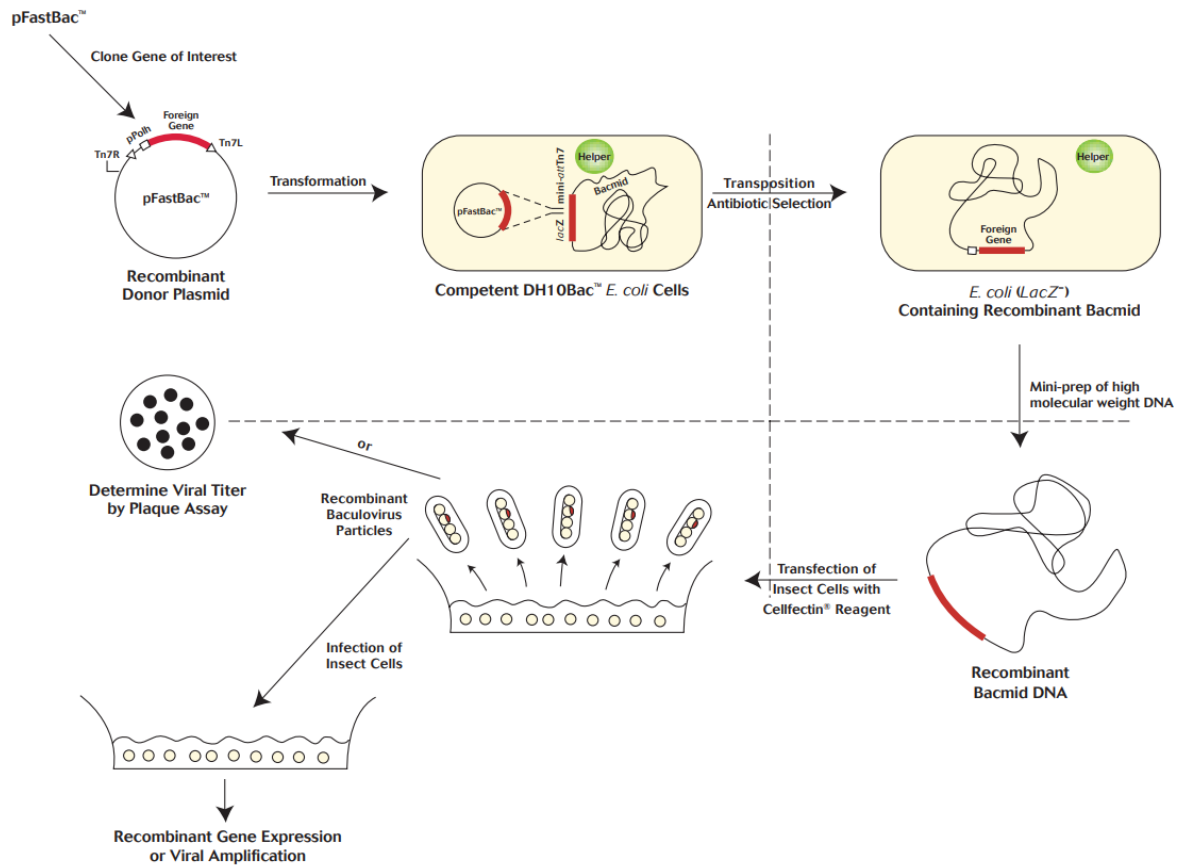 pFastBac™
Clone Gene of Interest
Foreign
Gene
pPolh
Tn7R
Tn7L
pFastBac™
Recombinant
Donor Plasmid
Transformation
Helper
mini-attTn7
lacZ
Bacmid
pFastBac™
Competent DH10Bac™ E. coli Cells
Transposition
Antibiotic Selection
Helper
Foreign
Gene
E. coli (LacZ⁻)
Containing Recombinant Bacmid
Mini-prep of high
molecular weight DNA
Recombinant
Bacmid DNA
Transfection of
Insect Cells with
Cellfectin® Reagent
Recombinant
Baculovirus
Particles
or
Determine Viral Titer
by Plaque Assay
Infection of
Insect Cells
Recombinant Gene Expression
or Viral Amplification